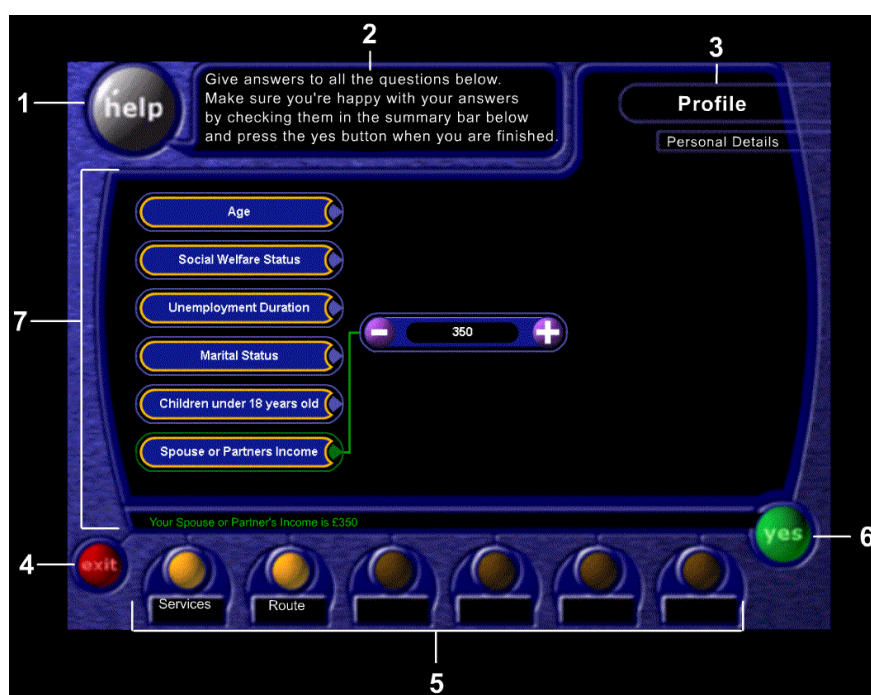 2
3
1
help
Give answers to all the questions below.
Make sure you're happy with your answers
by checking them in the summary bar below
and press the yes button when you are finished.
Profile
Personal Details
Age
Social Welfare Status
Unemployment Duration
7
350
Marital Status
Children under 18 years old
Spouse or Partners Income
Your Spouse or Partner's Income is £350
yes
6
4
exit
Services
Route
5